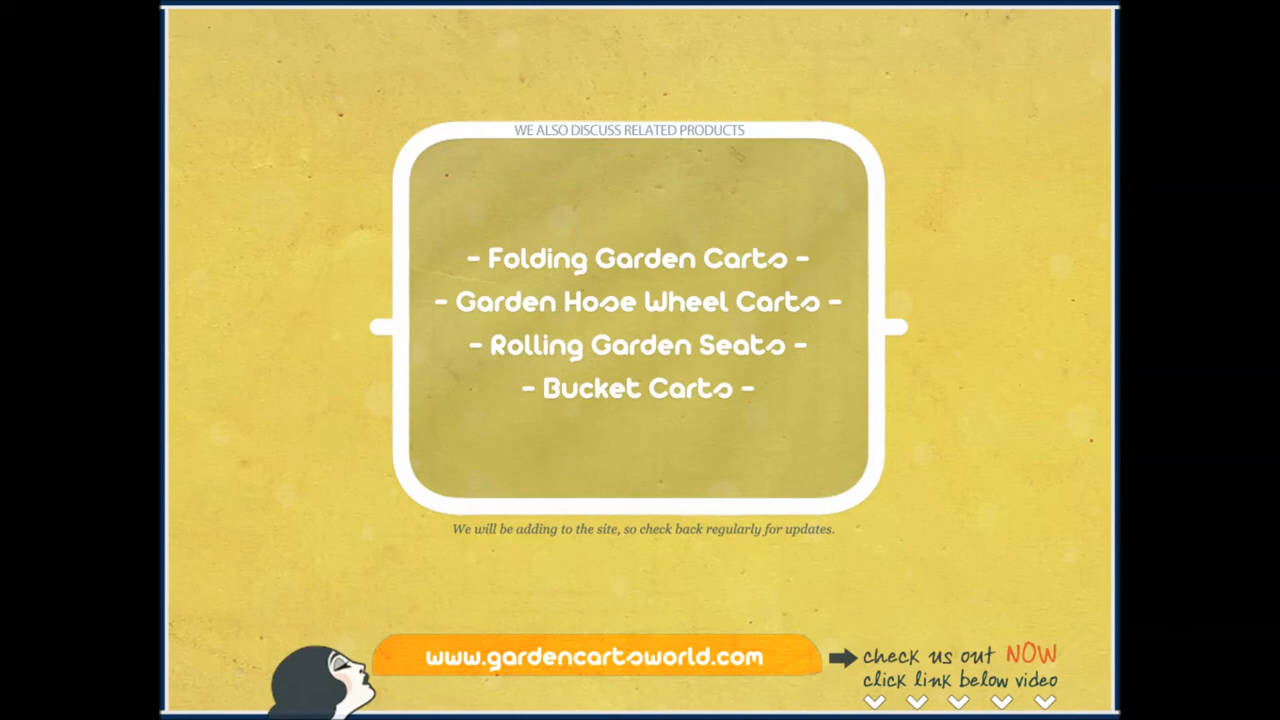 WE ALSO DISCUSS RELATED PRODUCTS
- Folding Garden Carts -
- Garden Hose Wheel Carts -
- Rolling Garden Seats -
- Bucket Carts -
We will be adding to the site, so check back regularly for updates.
www.gardencartsworld.com
check us out NOW
click link below video